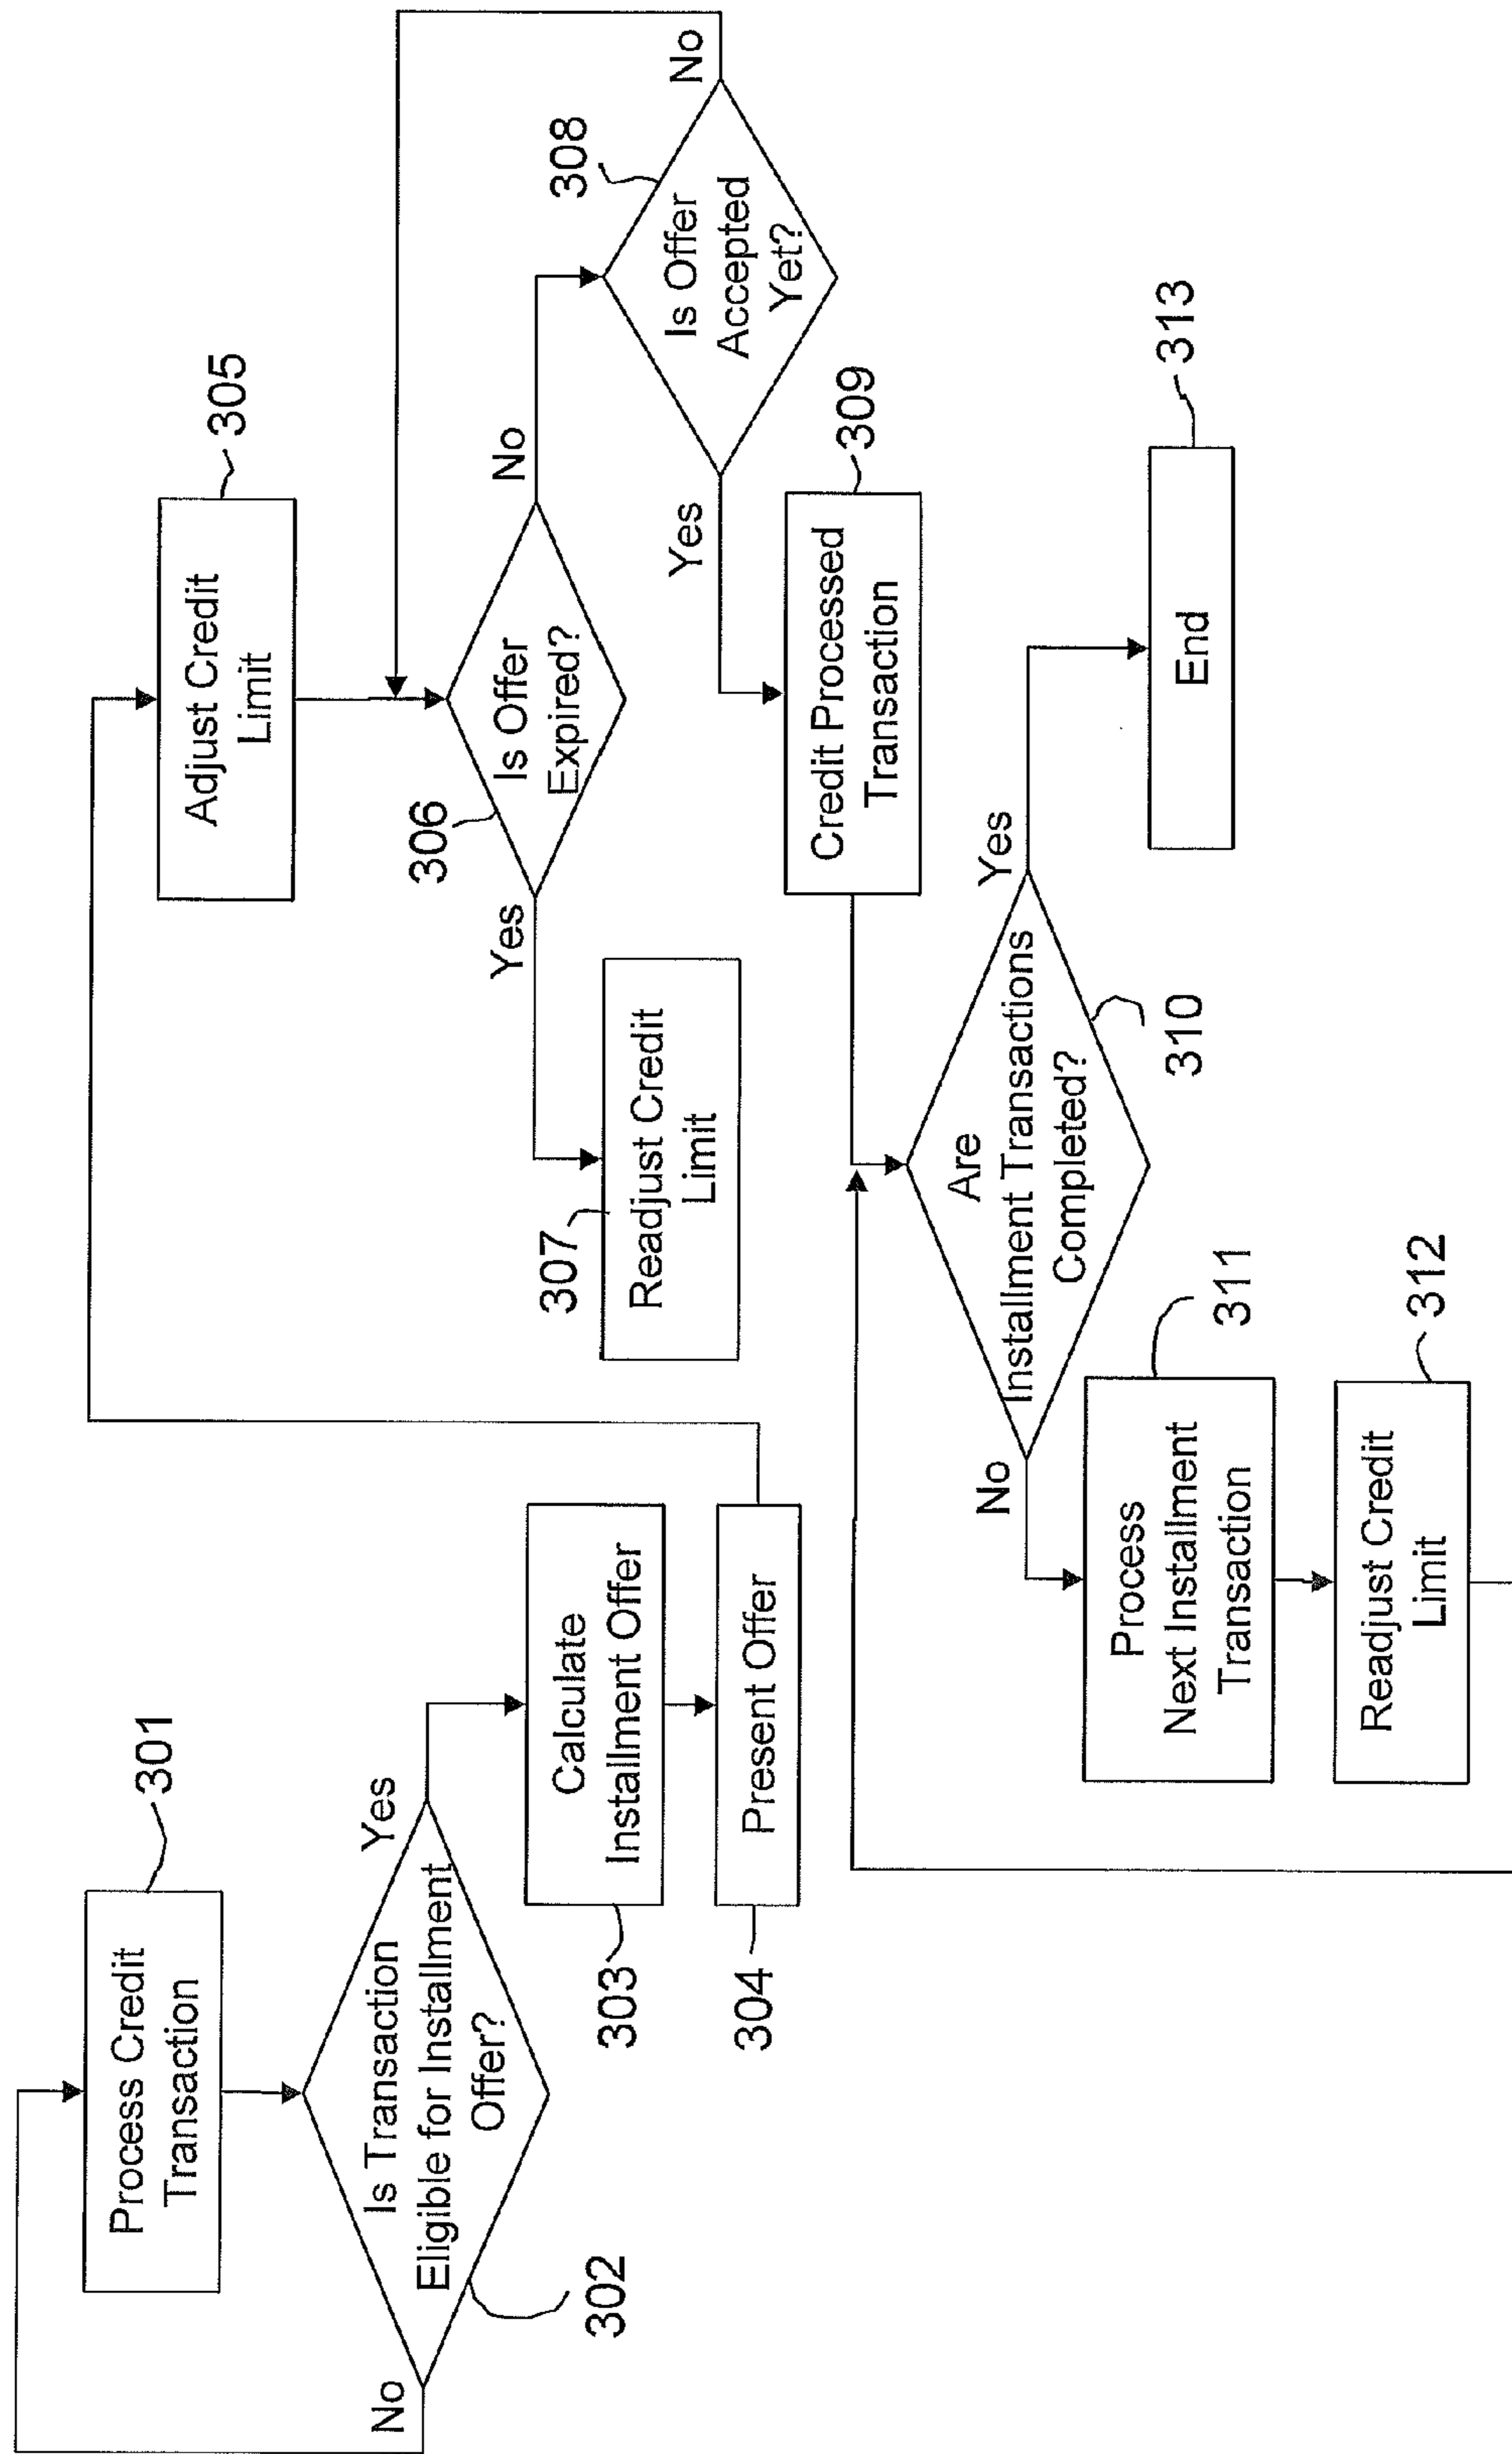 Process Credit
Transaction
301
Is Transaction
Eligible for Installment
Offer?
302
No
Yes
Calculate
Installment Offer
303
Present Offer
304
Adjust Credit
Limit
305
Is Offer
Expired?
306
Yes
No
Readjust Credit
Limit
307
Is Offer
Accepted
Yet?
308
No
Yes
Credit Processed
Transaction
309
Are
Installment Transactions
Completed?
310
No
Yes
Process
Next Installment
Transaction
311
Readjust Credit
Limit
312
End
313